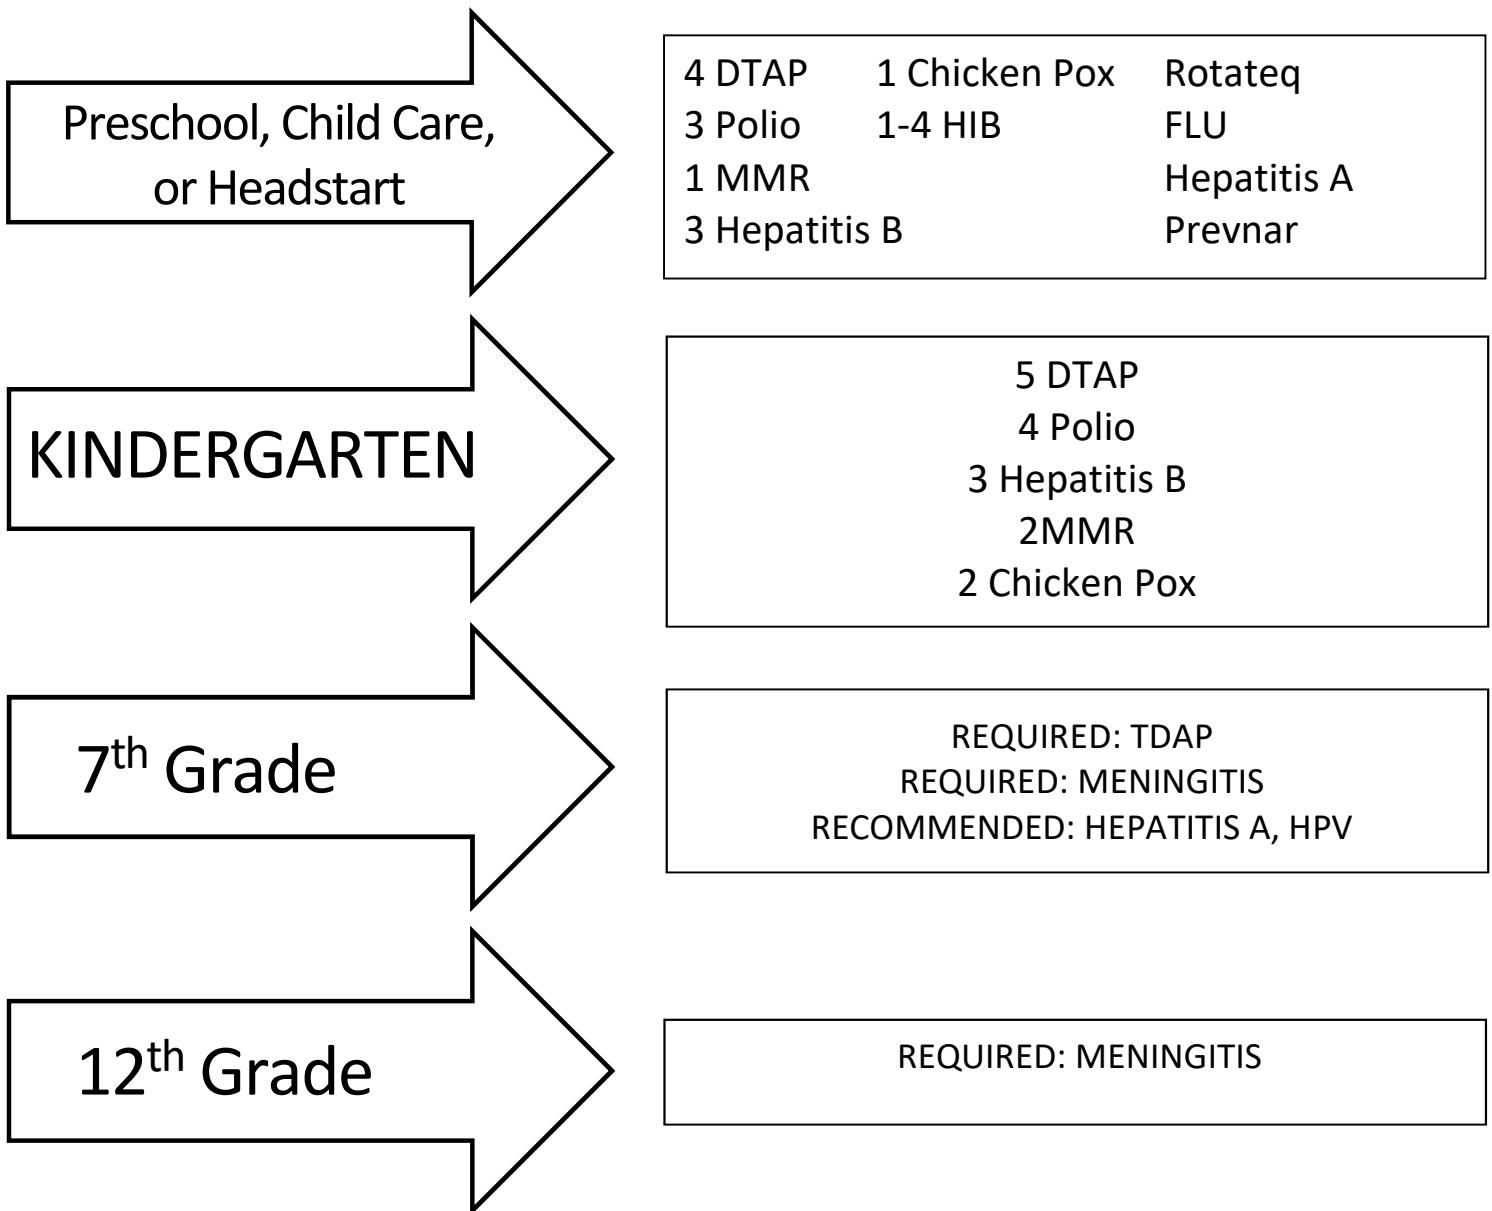 Preschool, Child Care,
or Headstart
4 DTAP 1 Chicken Pox Rotateq
3 Polio 1-4 HIB FLU
1 MMR Hepatitis A
3 Hepatitis B Prevnar
KINDERGARTEN
5 DTAP
4 Polio
3 Hepatitis B
2MMR
2 Chicken Pox
7th Grade
REQUIRED: TDAP
REQUIRED: MENINGITIS
RECOMMENDED: HEPATITIS A, HPV
12th Grade
REQUIRED: MENINGITIS